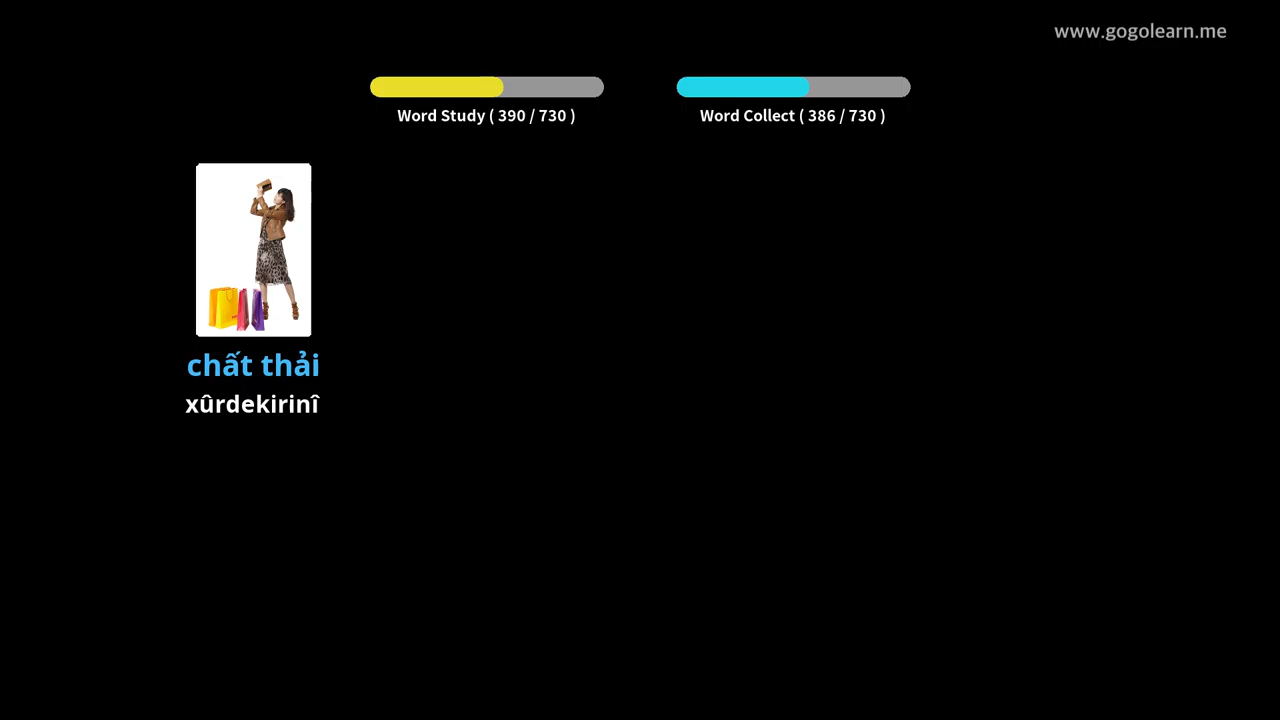 www.gogolearn.me
Word Study ( 390 / 730 )
Word Collect ( 386 / 730 )
chất thải
xûrdekirinî